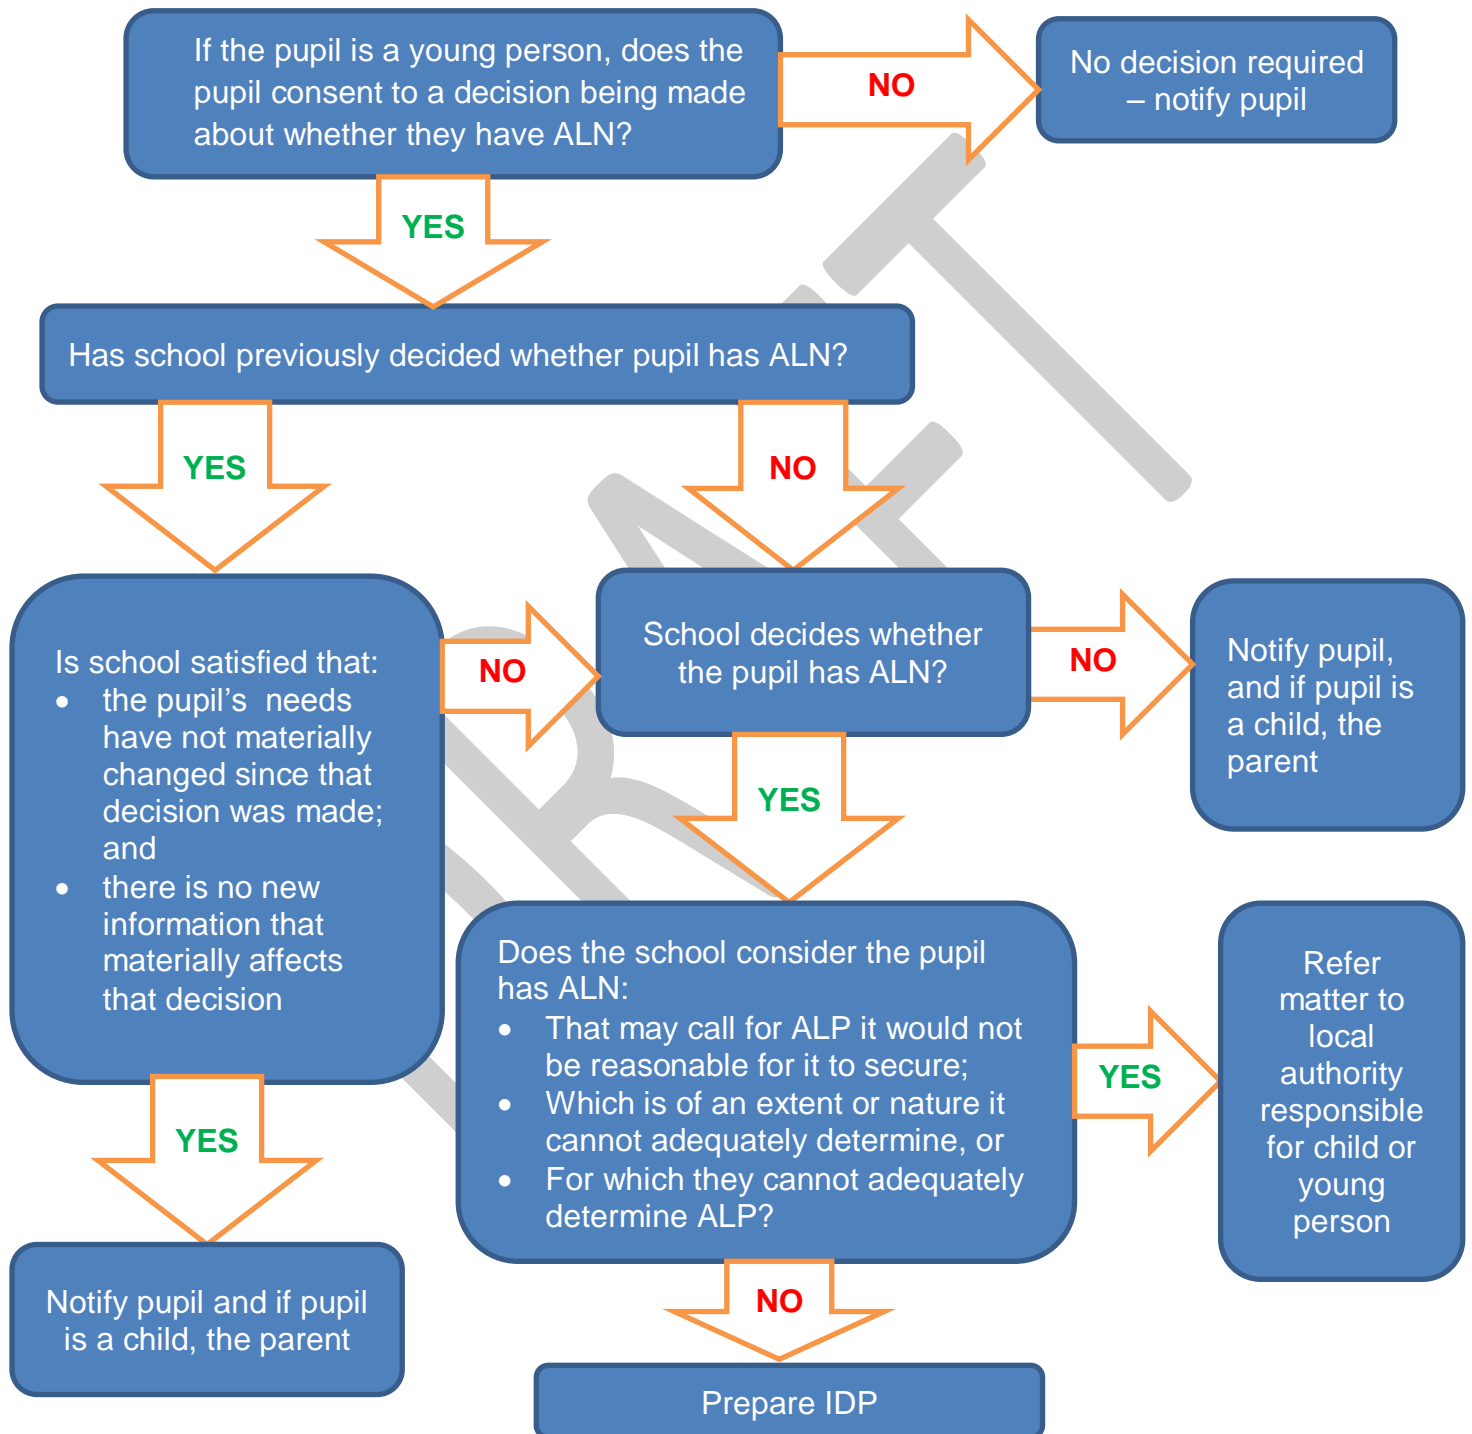 If the pupil is a young person, does the
pupil consent to a decision being made
about whether they have ALN?
NO
No decision required
– notify pupil
YES
Has school previously decided whether pupil has ALN?
YES
NO
Is school satisfied that:
• the pupil's  needs
have not materially
changed since that
decision was made;
and
• there is no new
information that
materially affects
that decision
NO
School decides whether
the pupil has ALN?
NO
Notify pupil,
and if pupil is
a child, the
parent
YES
Does the school consider the pupil
has ALN:
• That may call for ALP it would not
be reasonable for it to secure;
• Which is of an extent or nature it
cannot adequately determine, or
• For which they cannot adequately
determine ALP?
YES
Refer
matter to
local
authority
responsible
for child or
young
person
YES
Notify pupil and if pupil
is a child, the parent
NO
Prepare IDP
DRAFT